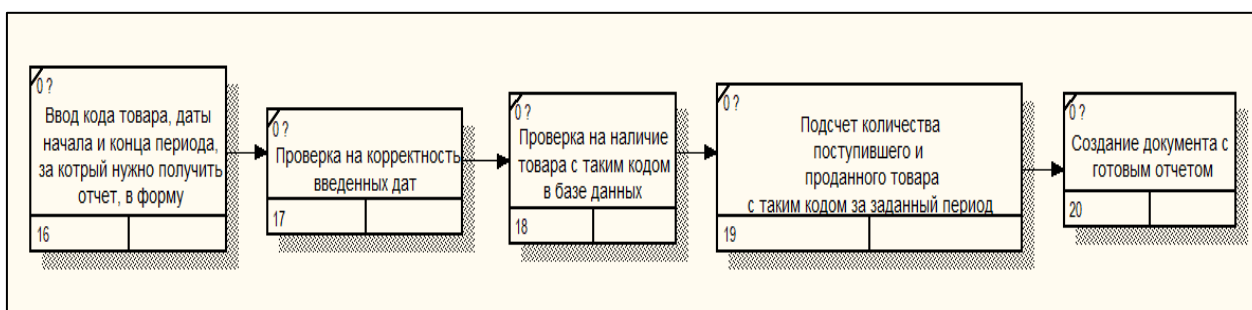 0 ?
Ввод кода товара, даты
начала и конца периода,
за котрый нужно получить
отчет, в форму
16
0 ?
Проверка на корректность
введенных дат
17
0 ?
Проверка на наличие
товара с таким кодом
в базе данных
18
0 ?
Подсчет количества
поступившего и
проданного товара
с таким кодом за заданный период
19
0 ?
Создание документа с
готовым отчетом
20